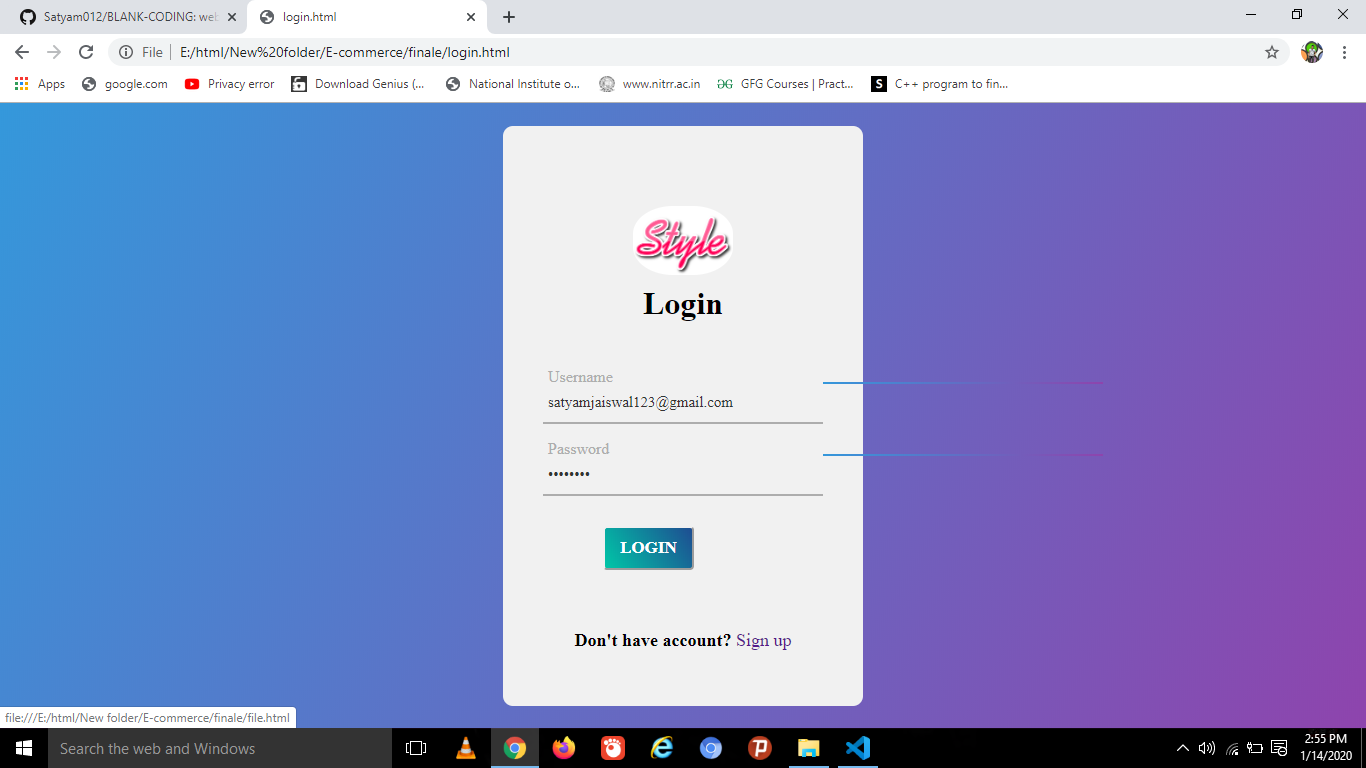 Satyam012/BLANK-CODING: web
login.html
File
E:/html/New%20folder/E-commerce/finale/login.html
Apps
google.com
Privacy error
Download Genius (...
National Institute o...
www.nitrr.ac.in
GFG Courses | Pract...
C++ program to fin...
Style
Login
Username
satyamjaiswal123@gmail.com
Password
••••••••
LOGIN
Don't have account? Sign up
file:///E:/html/New folder/E-commerce/finale/file.html
Search the web and Windows
2:55 PM
1/14/2020